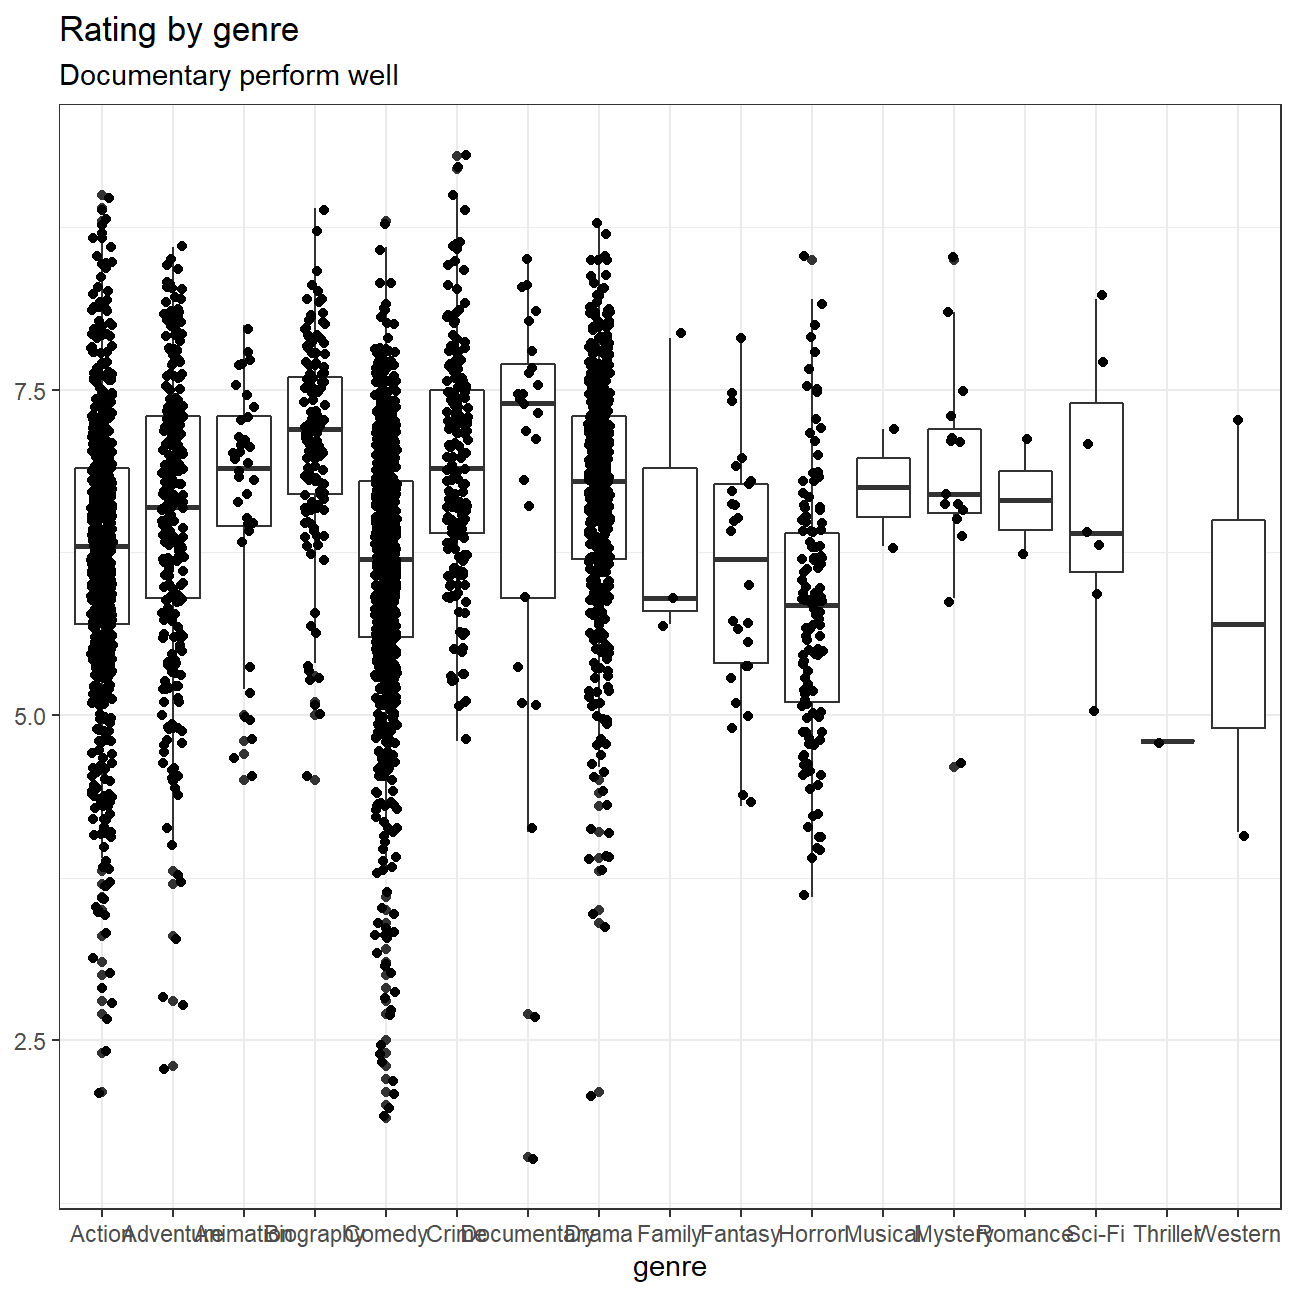 Rating by genre
Documentary perform well
7.5
5.0
2.5
Action Adventure Animation Biography Comedy Crime Documentary Drama Family Fantasy Horror Musical Mystery Romance Sci-Fi Thriller Western
genre